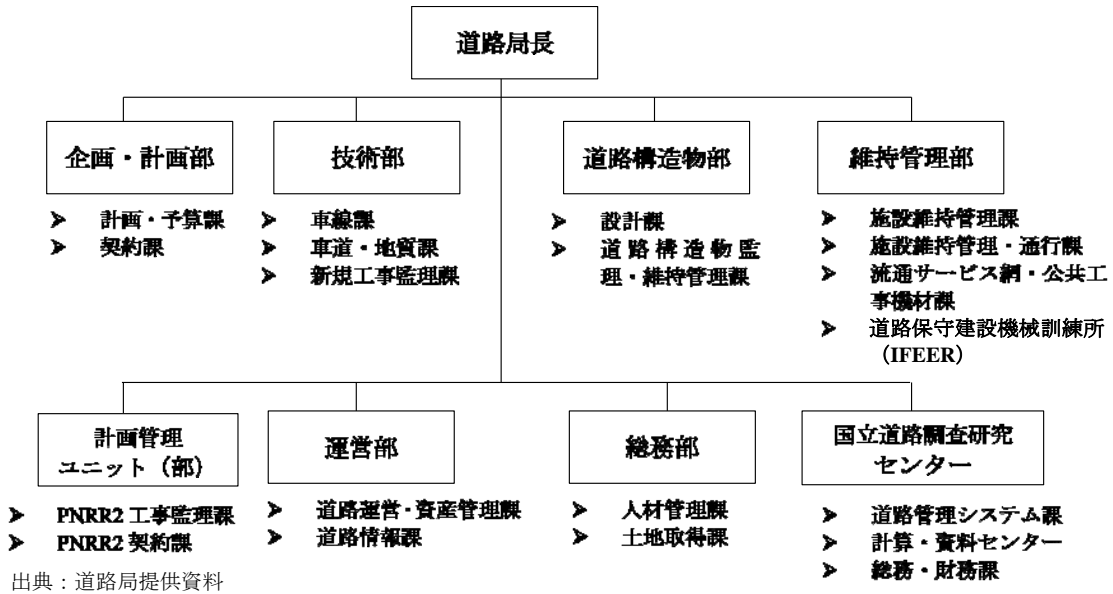 道路局長
企画・計画部
➢ 計画・予算課
➢ 契約課
技術部
➢ 車線課
➢ 車道・地質課
➢ 新規工事監理課
道路構造物部
➢ 設計課
➢ 道路構造物監
理・維持管理課
維持管理部
➢ 施設維持管理課
➢ 施設維持管理・通行課
➢ 流通サービス網・公共工
事機材課
➢ 道路保守建設機械訓練所
（IFEER）
計画管理
ユニット（部）
➢ PNRR2 工事監理課
➢ PNRR2 契約課
運営部
➢ 道路運営・資産管理課
➢ 道路情報課
総務部
➢ 人材管理課
➢ 土地取得課
国立道路調査研究
センター
➢ 道路管理システム課
➢ 計算・資料センター
➢ 総務・財務課
出典：道路局提供資料